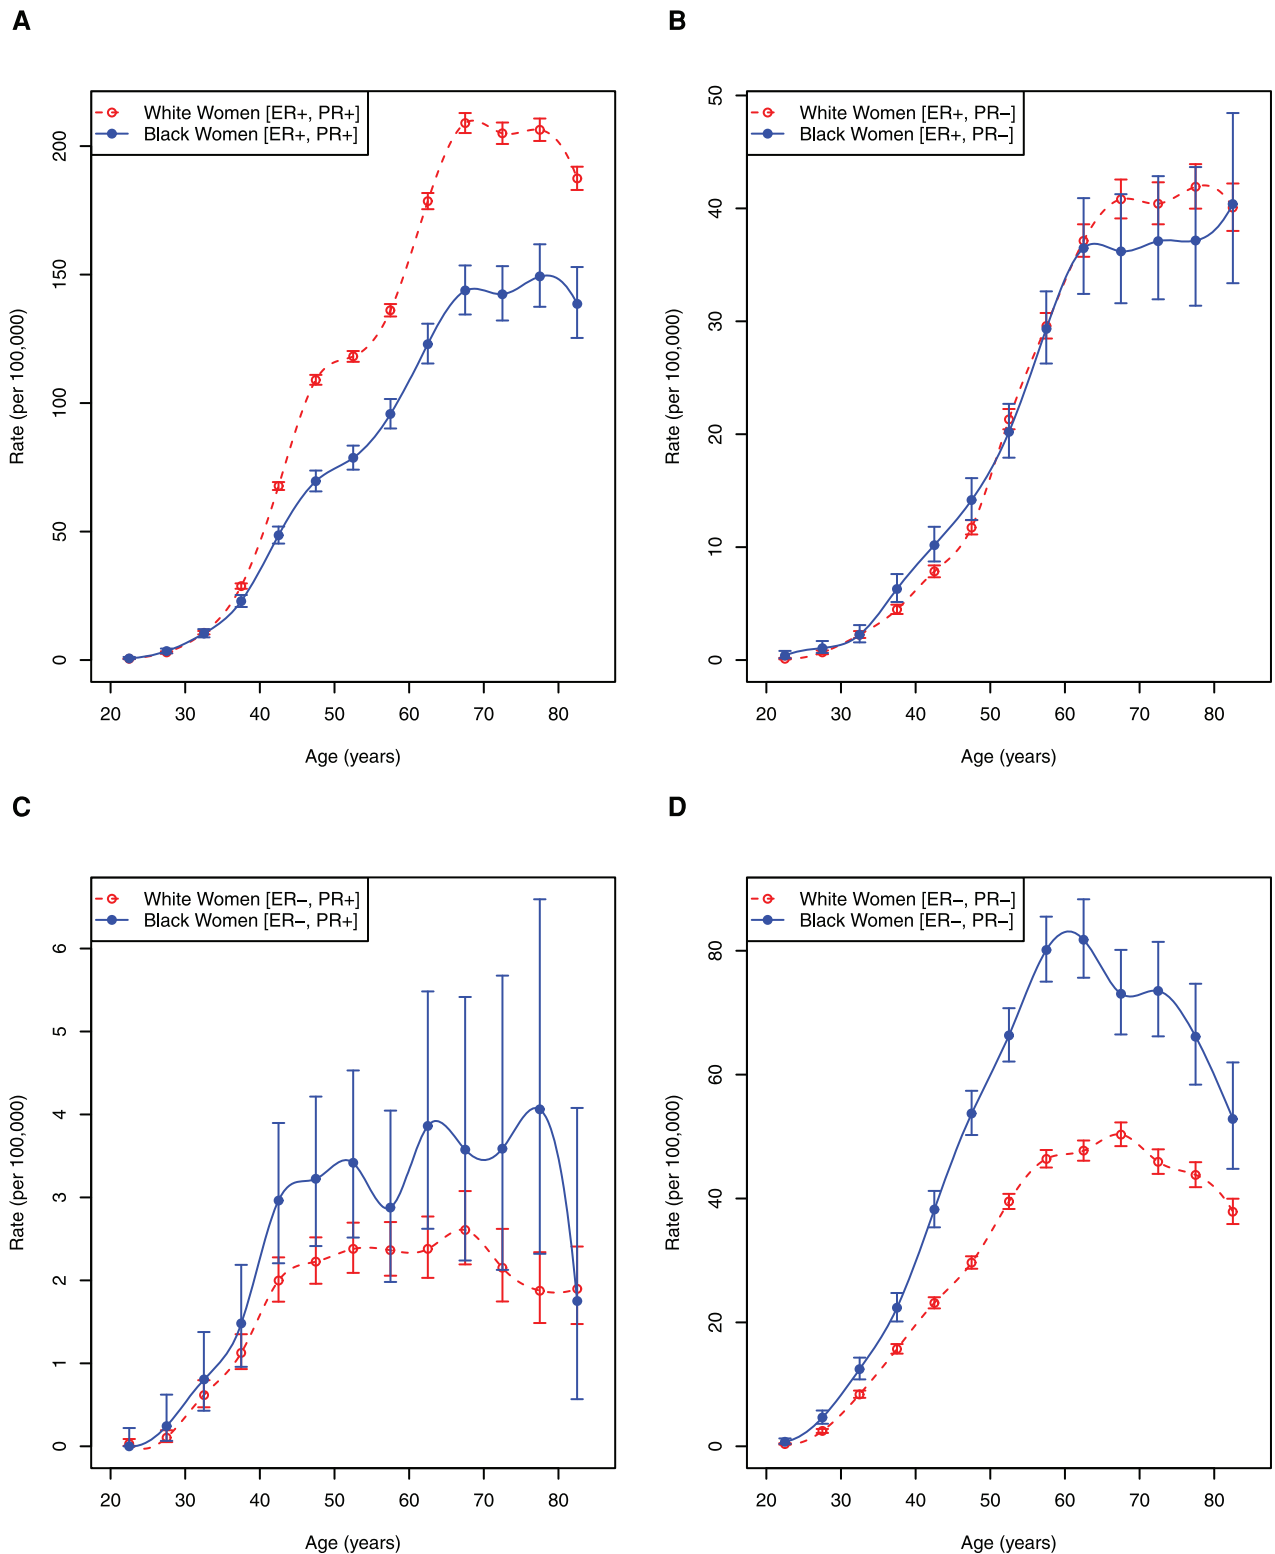 A
White Women [ER+, PR+]
Black Women [ER+, PR+]
200
150
100
50
0
Rate (per 100,000)
20 30 40 50 60 70 80
Age (years)
B
White Women [ER+, PR−]
Black Women [ER+, PR−]
50
40
30
20
10
0
Rate (per 100,000)
20 30 40 50 60 70 80
Age (years)
C
White Women [ER−, PR+]
Black Women [ER−, PR+]
6
5
4
3
2
1
0
Rate (per 100,000)
20 30 40 50 60 70 80
Age (years)
D
White Women [ER−, PR−]
Black Women [ER−, PR−]
80
60
40
20
0
Rate (per 100,000)
20 30 40 50 60 70 80
Age (years)